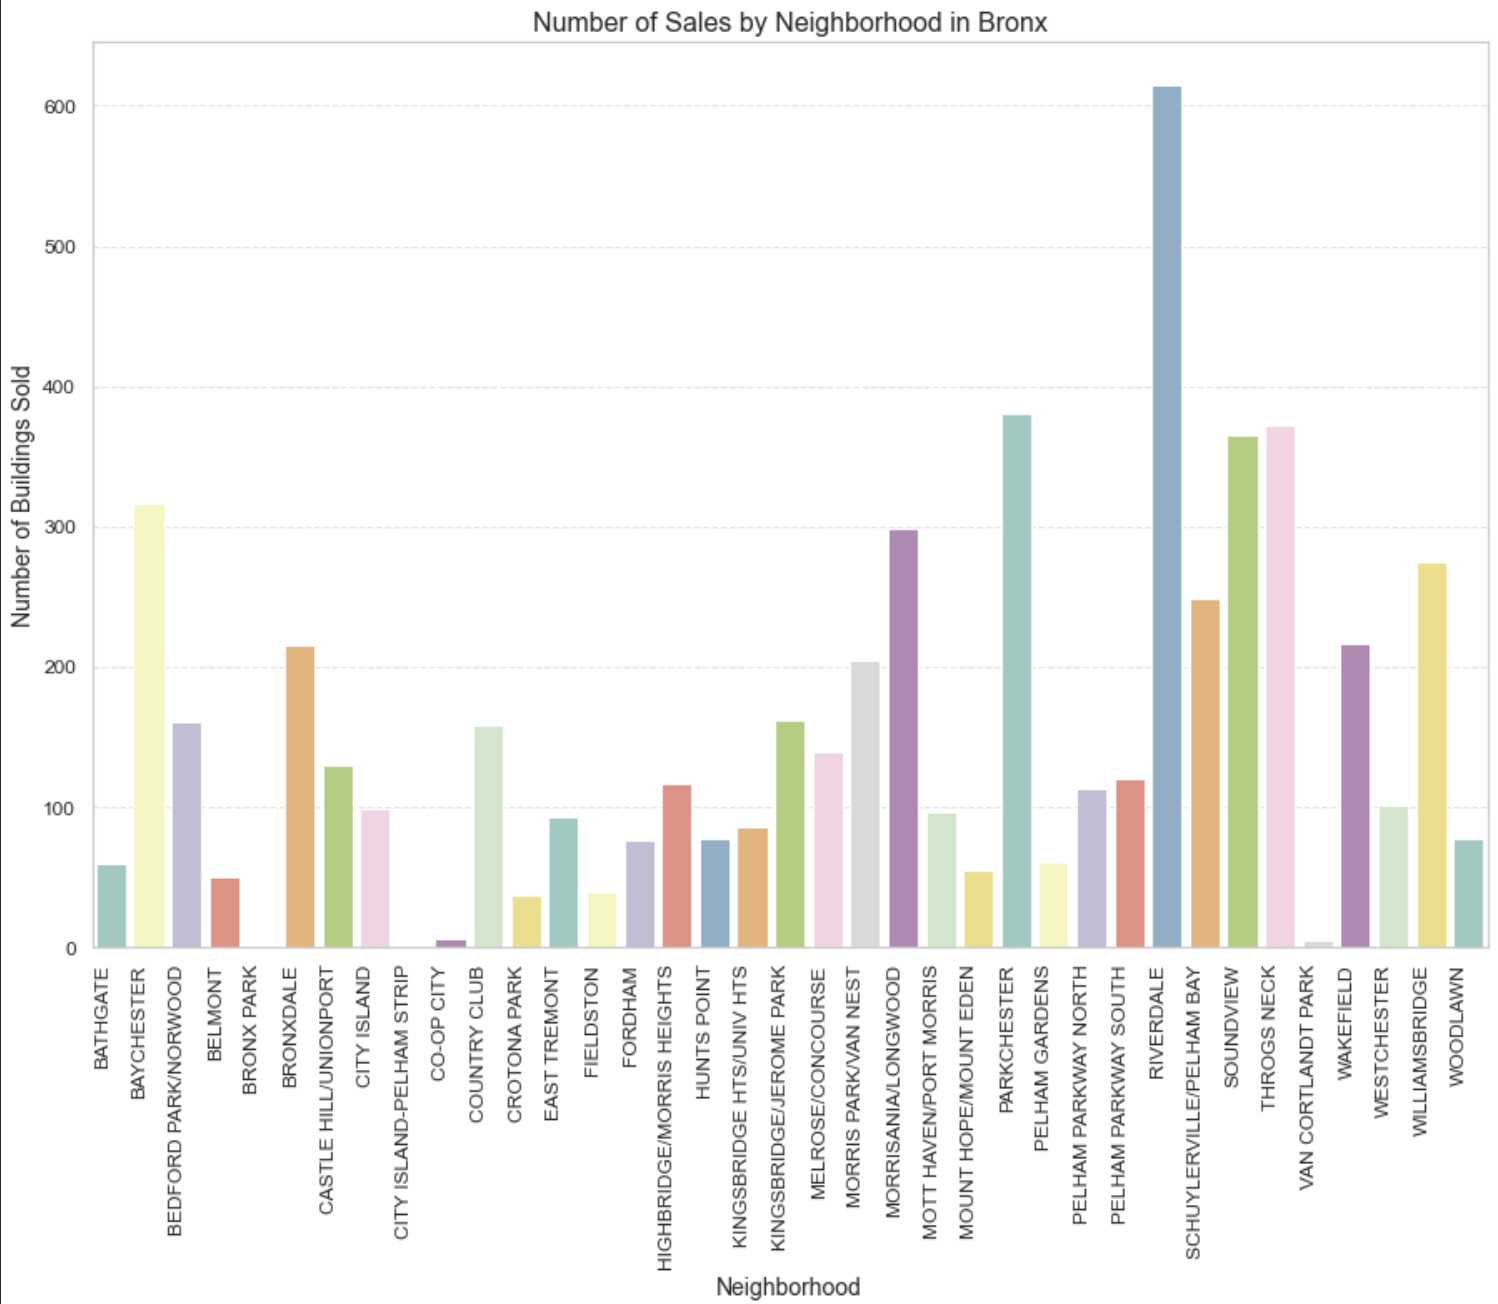 Number of Sales by Neighborhood in Bronx
Number of Buildings Sold
600
500
400
300
200
100
0
BATHGATE
BAYCHESTER
BEDFORD PARK/NORWOOD
BELMONT
BRONX PARK
BRONXDALE
CASTLE HILL/UNIONPORT
CITY ISLAND
CITY ISLAND-PELHAM STRIP
CO-OP CITY
COUNTRY CLUB
CROTONA PARK
EAST TREMONT
FIELDSTON
FORDHAM
HIGHBRIDGE/MORRIS HEIGHTS
HUNTS POINT
KINGSBRIDGE HTS/UNIV HTS
KINGSBRIDGE/JEROME PARK
MELROSE/CONCOURSE
MORRIS PARK/VAN NEST
MORRISANIA/LONGWOOD
MOTT HAVEN/PORT MORRIS
MOUNT HOPE/MOUNT EDEN
PARKCHESTER
PELHAM GARDENS
PELHAM PARKWAY NORTH
PELHAM PARKWAY SOUTH
RIVERDALE
SCHUYLERVILLE/PELHAM BAY
SOUNDVIEW
THROGS NECK
VAN CORTLANDT PARK
WAKEFIELD
WESTCHESTER
WILLIAMSBRIDGE
WOODLAWN
Neighborhood